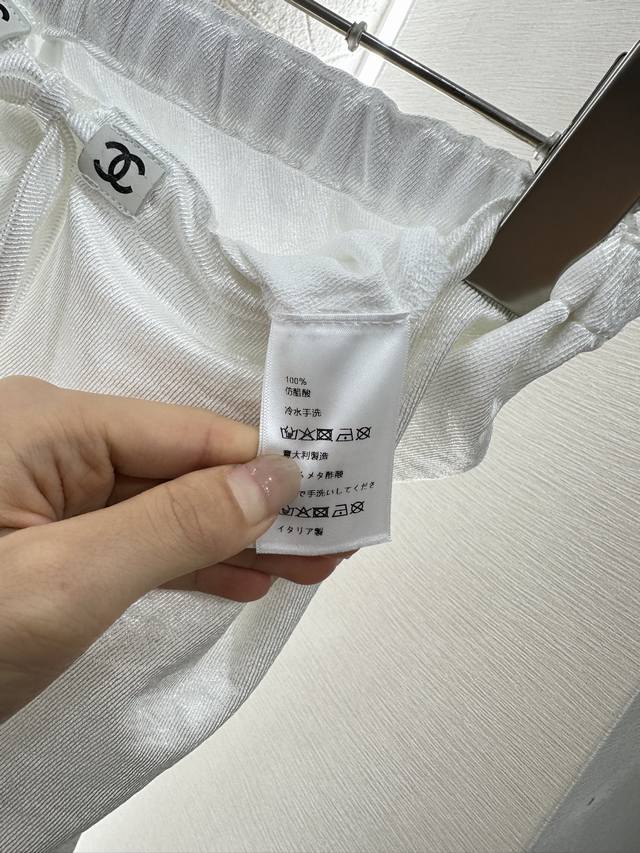 100%
仿醋酸
冷水手洗
意大利製造
メタ酢酸
で手洗いしてくださ
イタリア製